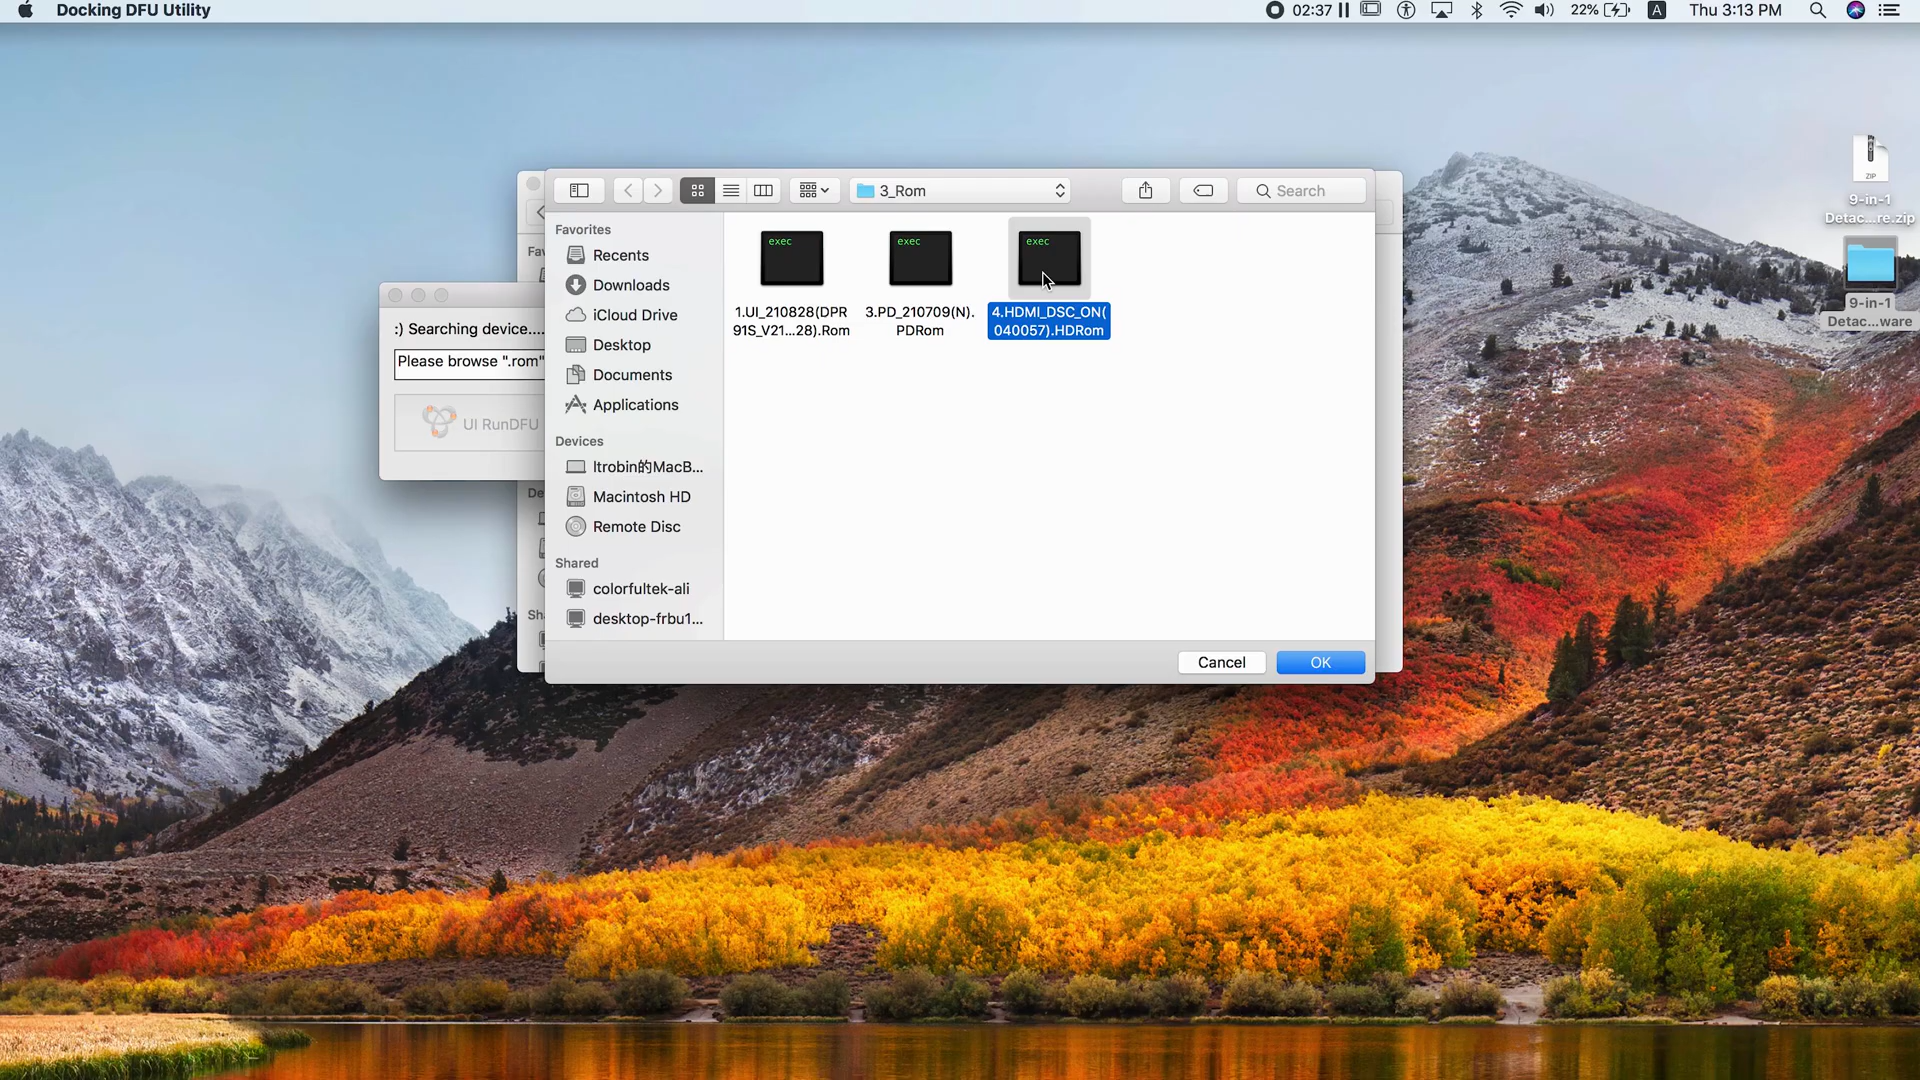 Docking DFU Utility
02:37
22%
A
Thu 3:13 PM
3_Rom
Search
Favorites
Recents
Downloads
iCloud Drive
Desktop
Documents
Applications
Devices
ltrobin的MacB...
Macintosh HD
Remote Disc
Shared
colorfultek-ali
desktop-frbu1...
exec
1.UI_210828(DPR
91S_V21...28).Rom
exec
3.PD_210709(N).
PDRom
exec
4.HDMI_DSC_ON(
040057).HDRom
Cancel
OK
Fav
De
Sha
:) Searching device....
Please browse ".rom"
UI RunDFU
ZIP
9-in-1
Detac...re.zip
9-in-1
Detac...ware